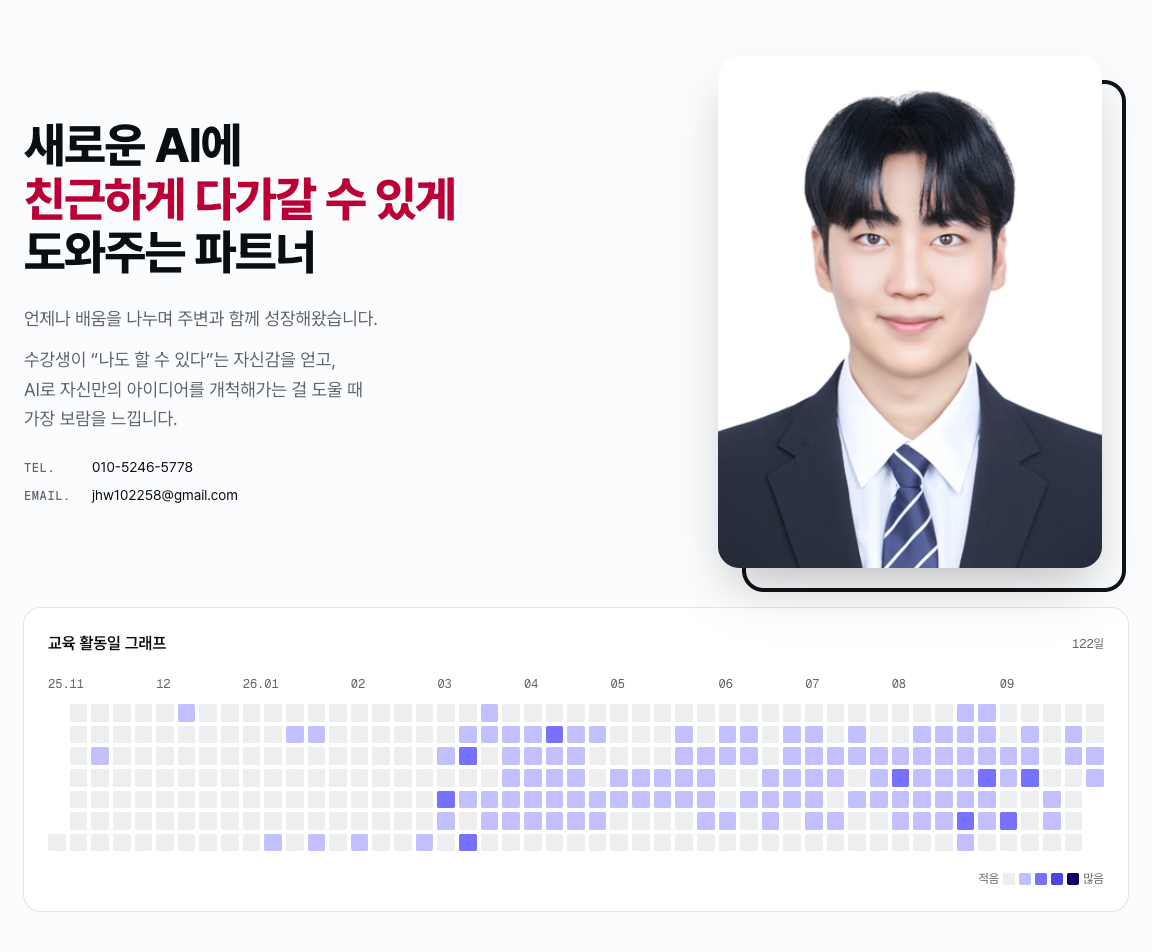 새로운 AI에
친근하게 다가갈 수 있게
도와주는 파트너
언제나 배움을 나누며 주변과 함께 성장해왔습니다.
수강생이 “나도 할 수 있다”는 자신감을 얻고,
AI로 자신만의 아이디어를 개척해가는 걸 도울 때
가장 보람을 느낍니다.
TEL. 010-5246-5778
EMAIL. jhw102258@gmail.com
교육 활동일 그래프 122일
25.11 12 26.01 02 03 04 05 06 07 08 09
적음 많음